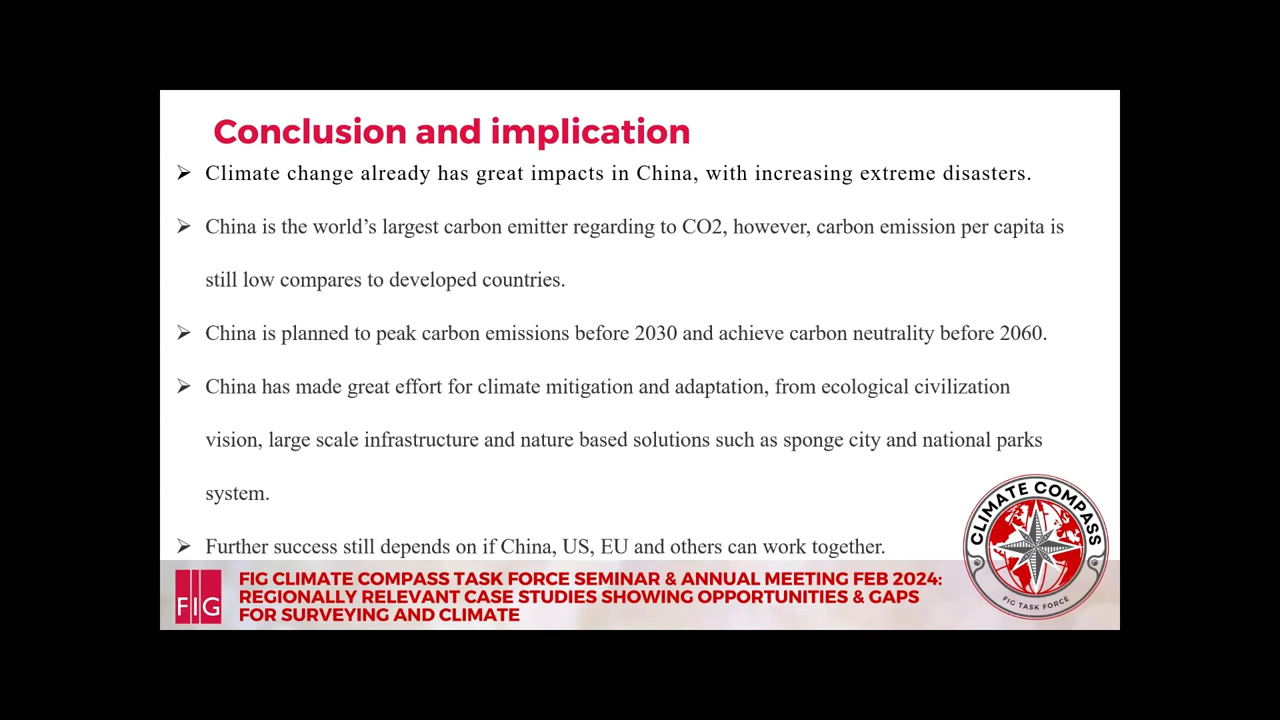 Conclusion and implication
➢ Climate change already has great impacts in China, with increasing extreme disasters.
➢ China is the world’s largest carbon emitter regarding to CO2, however, carbon emission per capita is
still low compares to developed countries.
➢ China is planned to peak carbon emissions before 2030 and achieve carbon neutrality before 2060.
➢ China has made great effort for climate mitigation and adaptation, from ecological civilization
vision, large scale infrastructure and nature based solutions such as sponge city and national parks
system.
➢ Further success still depends on if China, US, EU and others can work together.
CLIMATE COMPASS
FIG TASK FORCE
FIG
FIG CLIMATE COMPASS TASK FORCE SEMINAR & ANNUAL MEETING FEB 2024:
REGIONALLY RELEVANT CASE STUDIES SHOWING OPPORTUNITIES & GAPS
FOR SURVEYING AND CLIMATE